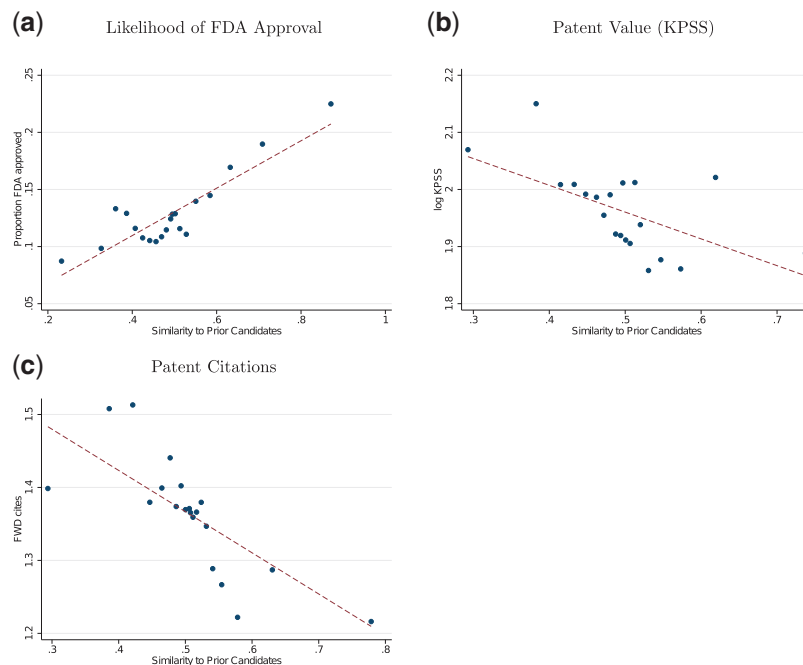 (a) Likelihood of FDA Approval
Proportion FDA approved
.25
.2
.15
.1
.05
.2 .4 .6 .8 1
Similarity to Prior Candidates
(b) Patent Value (KPSS)
log KPSS
2.2
2.1
2
1.9
1.8
.3 .4 .5 .6 .7
Similarity to Prior Candidates
(c) Patent Citations
FWD cites
1.5
1.4
1.3
1.2
.3 .4 .5 .6 .7 .8
Similarity to Prior Candidates